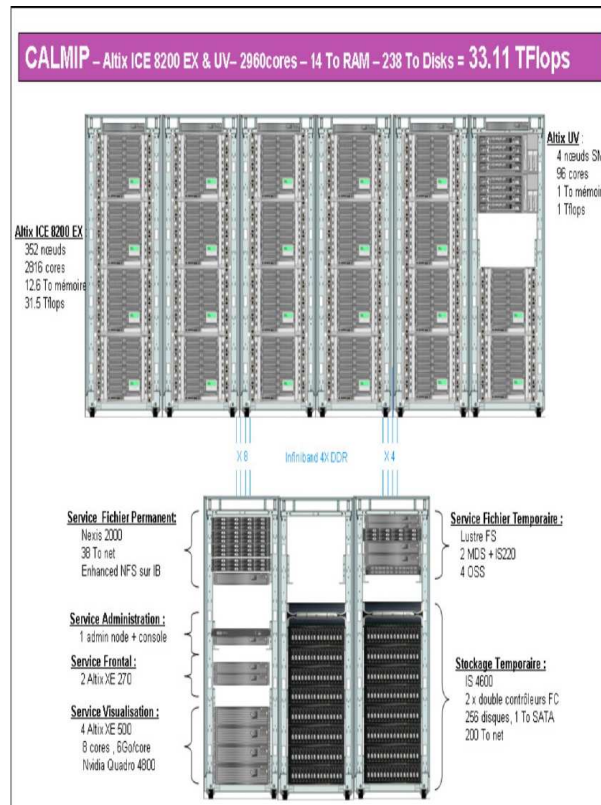 CALMIP – Altix ICE 8200 EX & UV– 2960cores – 14 To RAM – 238 To Disks = 33.11 TFlops
Altix UV :
4 nœuds SM
96 cores
1 To mémoire
1 Tflops
Altix ICE 8200 EX :
352 nœuds
2816 cores
12.6 To mémoire
31.5 Tflops
X 8
Infiniband 4X DDR
X 4
Service Fichier Permanent:
Nexis 2000
38 To net
Enhanced NFS sur IB
Service Fichier Temporaire :
Lustre FS
2 MDS + IS220
4 OSS
Service Administration :
1 admin node + console
Service Frontal :
2 Altix XE 270
Service Visualisation :
4 Altix XE 500
8 cores , 6Go/core
Nvidia Quadro 4800
Stockage Temporaire :
IS 4600
2 x double contrôleurs FC
256 disques, 1 To SATA
200 To net